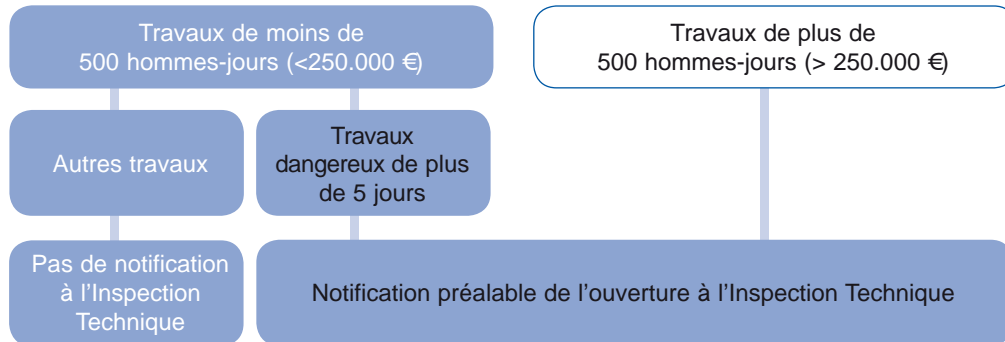 Travaux de moins de
500 hommes-jours (<250.000 €)
Travaux de plus de
500 hommes-jours (> 250.000 €)
Autres travaux
Travaux
dangereux de plus
de 5 jours
Pas de notification
à l'Inspection
Technique
Notification préalable de l'ouverture à l'Inspection Technique